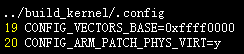 ../build_kernel/.config
19 CONFIG_VECTORS_BASE=0xffff0000
20 CONFIG_ARM_PATCH_PHYS_VIRT=y